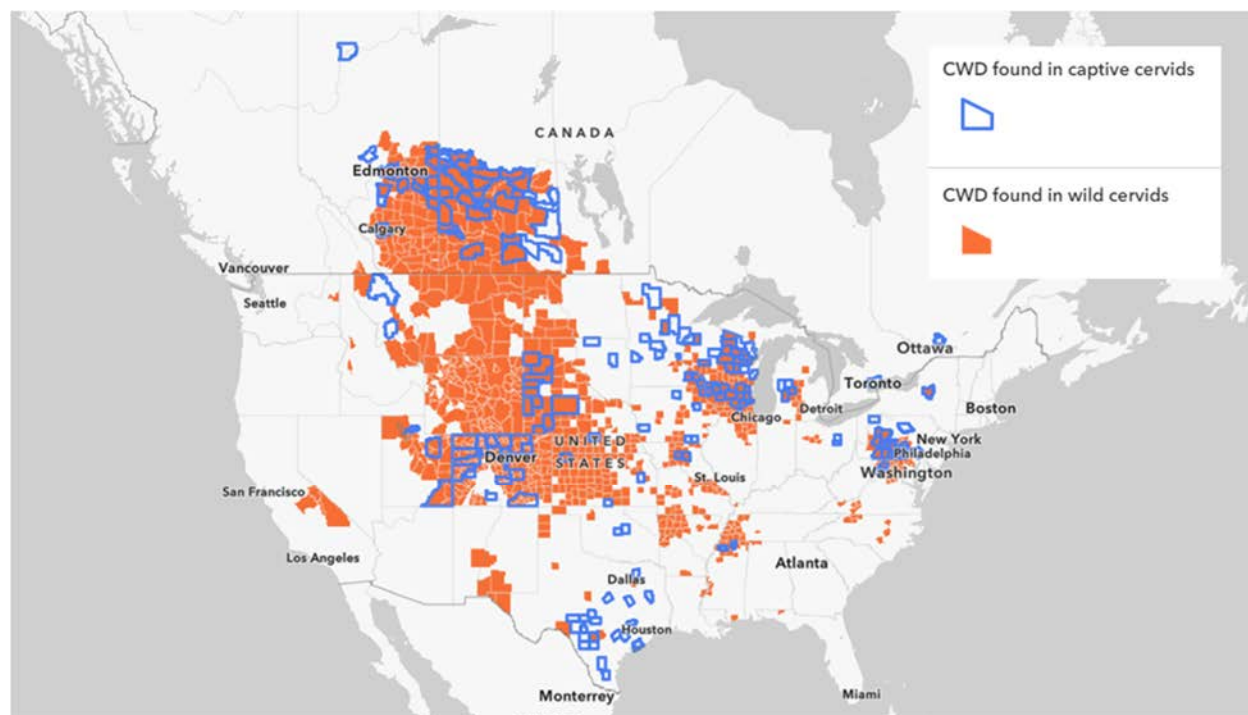 CWD found in captive cervids
CANADA
Edmonton
CWD found in wild cervids
Calgary
Vancouver
Seattle
Ottawa
Toronto
Detroit
Boston
Chicago
UNITED
New York
Denver
Philadelphia
STATES
Washington
St. Louis
San Francisco
Los Angeles
Atlanta
Dallas
Houston
Monterrey
Miami